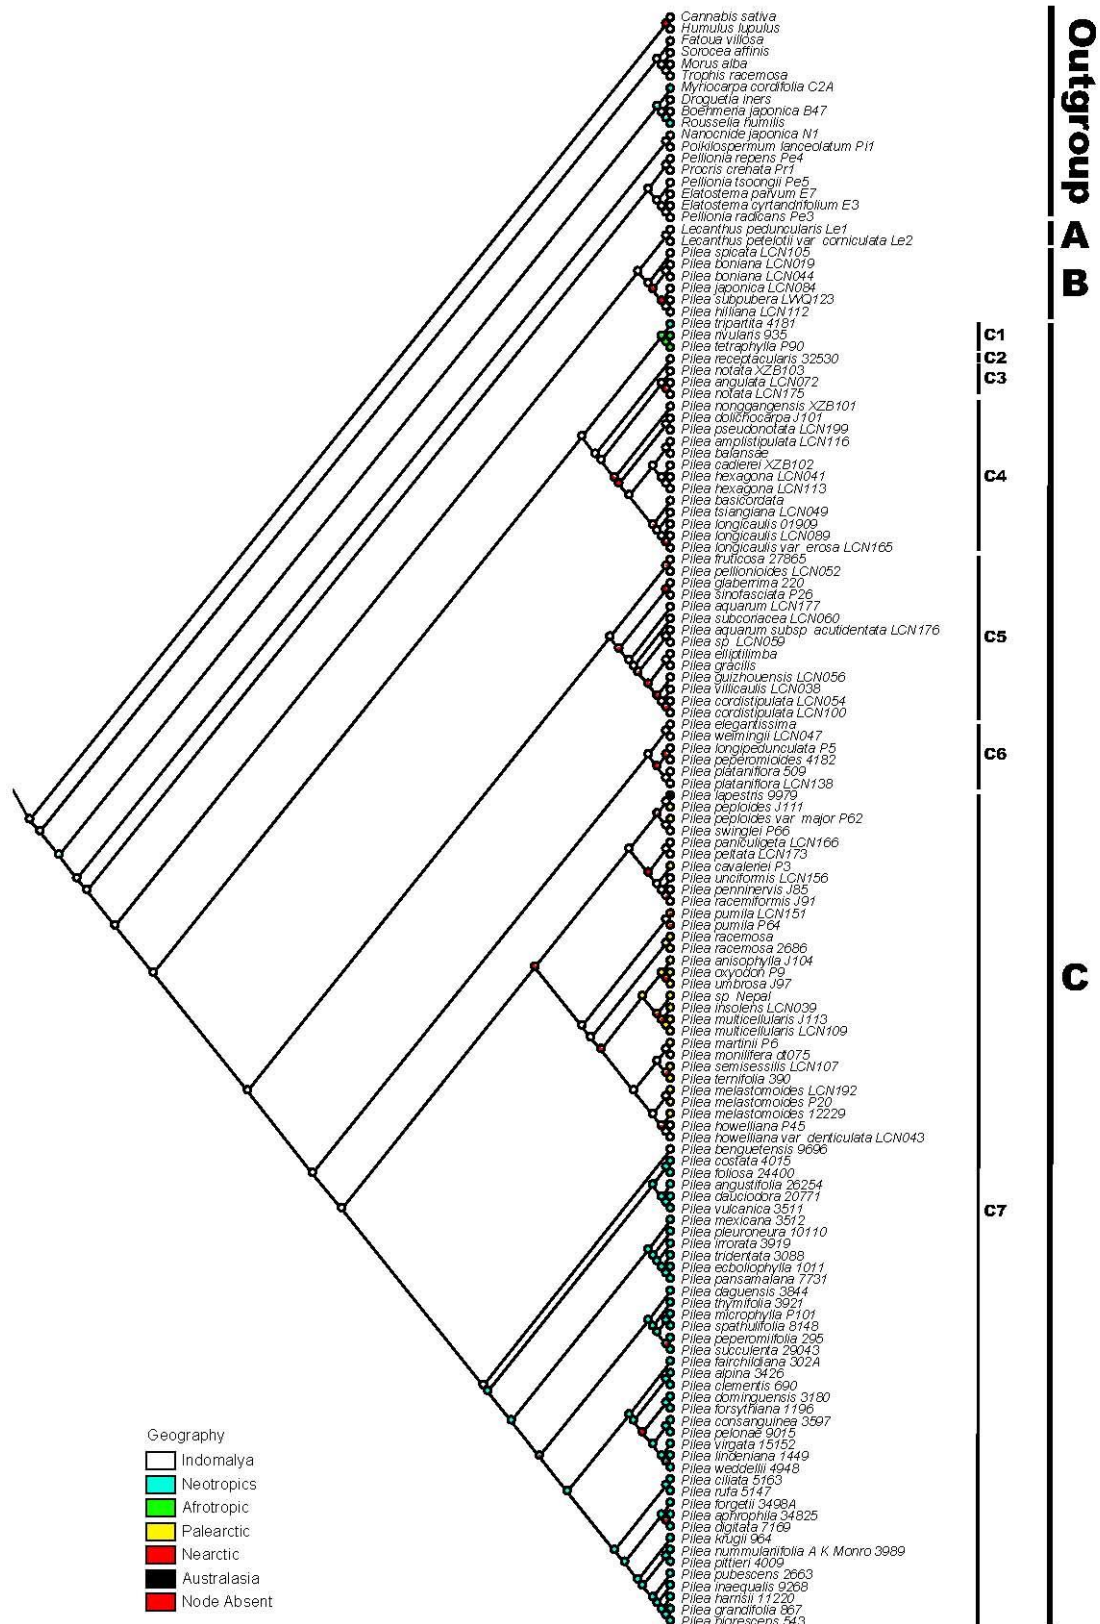 Cannabis sativa
Humulus lupulus
Fatoua villosa
Sorocea affinis
Morus alba
Trophis racemosa
Myriocarpa cordifolia C2A
Droguetia iners
Boehmeria japonica B47
Rousselia humilis
Nanocnide japonica N1
Poikilospermum lanceolatum Pi1
Pellionia repens Pe4
Procris crenata Pr1
Pellionia tsoongii Pe5
Elatostema parvum E7
Elatostema cyrtandrifolium E3
Pellionia radicans Pe3
Outgroup
Lecanthus peduncularis Le1
Lecanthus petelotii var corniculata Le2
A
Pilea spicata LCN105
Pilea boniana LCN019
Pilea boniana LCN044
Pilea japonica LCN084
Pilea subpubera LWQ123
Pilea hilliana LCN112
B
Pilea tripartita 4181
Pilea rivularis 935
Pilea tetraphylla P90
C1
Pilea receptacularis 32530
C2
Pilea notata XZB103
Pilea angulata LCN072
Pilea notata LCN175
C3
Pilea nonggangensis XZB101
Pilea dolichocarpa J101
Pilea pseudonotata LCN199
Pilea amplistipulata LCN116
Pilea balansae
Pilea cadierei XZB102
Pilea hexagona LCN041
Pilea hexagona LCN113
Pilea basicordata
Pilea tsiangiana LCN049
Pilea longicaulis 01909
Pilea longicaulis LCN089
Pilea longicaulis var erosa LCN165
C4
Pilea fruticosa 27865
Pilea pellionioides LCN052
Pilea glaberrima 220
Pilea sinofasciata P26
Pilea aquarum LCN177
Pilea subcoriacea LCN060
Pilea aquarum subsp acutidentata LCN176
Pilea sp LCN059
Pilea elliptilimba
Pilea gracilis
Pilea guizhouensis LCN056
Pilea villicaulis LCN038
Pilea cordistipulata LCN054
Pilea cordistipulata LCN100
C5
Pilea elegantissima
Pilea weimingii LCN047
Pilea longipedunculata P5
Pilea peperomioides 4182
Pilea plataniflora 509
Pilea plataniflora LCN138
C6
Pilea lapestris 9979
Pilea peploides J111
Pilea peploides var major P62
Pilea swinglei P66
Pilea paniculigeta LCN166
Pilea peltata LCN173
Pilea cavaleriei P3
Pilea unciformis LCN156
Pilea penninervis J85
Pilea racemiformis J91
Pilea pumila LCN151
Pilea pumila P64
Pilea racemosa
Pilea racemosa 2686
Pilea anisophylla J104
Pilea oxyodon P9
Pilea umbrosa J97
Pilea sp Nepal
Pilea insolens LCN039
Pilea multicellularis J113
Pilea multicellularis LCN109
Pilea martinii P6
Pilea monilifera dt075
Pilea semisessilis LCN107
Pilea ternifolia 390
Pilea melastomoides LCN192
Pilea melastomoides P20
Pilea melastomoides 12229
Pilea howelliana P45
Pilea howelliana var denticulata LCN043
Pilea benguetensis 9696
Pilea costata 4015
Pilea foliosa 24400
Pilea angustifolia 26254
Pilea dauciodora 20771
Pilea vulcanica 3511
Pilea mexicana 3512
Pilea pleuroneura 10110
Pilea irrorata 3919
Pilea tridentata 3088
Pilea ecboliophylla 1011
Pilea pansamalana 7731
Pilea daguensis 3844
Pilea thymifolia 3921
Pilea microphylla P101
Pilea spathulifolia 8148
Pilea peperomiifolia 295
Pilea succulenta 29043
Pilea fairchildiana 302A
Pilea alpina 3426
Pilea clementis 690
Pilea dominguensis 3180
Pilea forsythiana 1196
Pilea consanguinea 3597
Pilea pelonae 9015
Pilea virgata 15152
Pilea lindeniana 1449
Pilea weddellii 4948
Pilea ciliata 5163
Pilea rufa 5147
Pilea forgetii 3498A
Pilea aphrophila 34825
Pilea digitata 7169
Pilea krugii 964
Pilea nummulariifolia A K Monro 3989
Pilea pittieri 4009
Pilea pubescens 2663
Pilea inaequalis 9268
Pilea harrisii 11220
Pilea grandifolia 867
Pilea nigrescens 543
C7
C
Geography
Indomalya
Neotropics
Afrotropic
Palearctic
Nearctic
Australasia
Node Absent